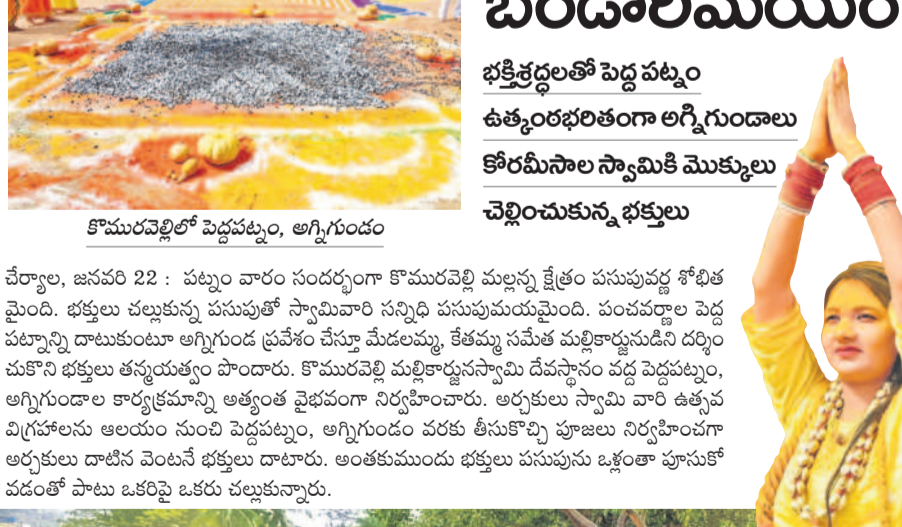 బండారిమయం
భక్తిశ్రద్ధలతో పెద్ద పట్నం
ఉత్కంఠభరితంగా అగ్నిగుండాలు
కోరమీసాల స్వామికి మొక్కులు
చెల్లించుకున్న భక్తులు
కొమురవెల్లిలో పెద్దపట్నం, అగ్నిగుండం
చేర్యాల, జనవరి 22 : పట్నం వారం సందర్భంగా కొమురవెల్లి మల్లన్న క్షేత్రం పసుపువర్ణ శోభిత
మైంది. భక్తులు చల్లుకున్న పసుపుతో స్వామివారి సన్నిధి పసుపుమయమైంది. పంచవర్ణాల పెద్ద
పట్నాన్ని దాటుకుంటూ అగ్నిగుండ ప్రవేశం చేస్తూ మేడలమ్మ, కేతమ్మ సమేత మల్లికార్జునుడిని దర్శిం
చుకొని భక్తులు తన్మయత్వం పొందారు. కొమురవెల్లి మల్లికార్జునస్వామి దేవస్థానం వద్ద పెద్దపట్నం,
అగ్నిగుండాల కార్యక్రమాన్ని అత్యంత వైభవంగా నిర్వహించారు. అర్చకులు స్వామి వారి ఉత్సవ
విగ్రహాలను ఆలయం నుంచి పెద్దపట్నం, అగ్నిగుండం వరకు తీసుకొచ్చి పూజలు నిర్వహించగా
అర్చకులు దాటిన వెంటనే భక్తులు దాటారు. అంతకుముందు భక్తులు పసుపును ఒళ్లంతా పూసుకో
వడంతో పాటు ఒకరిపై ఒకరు చల్లుకున్నారు.